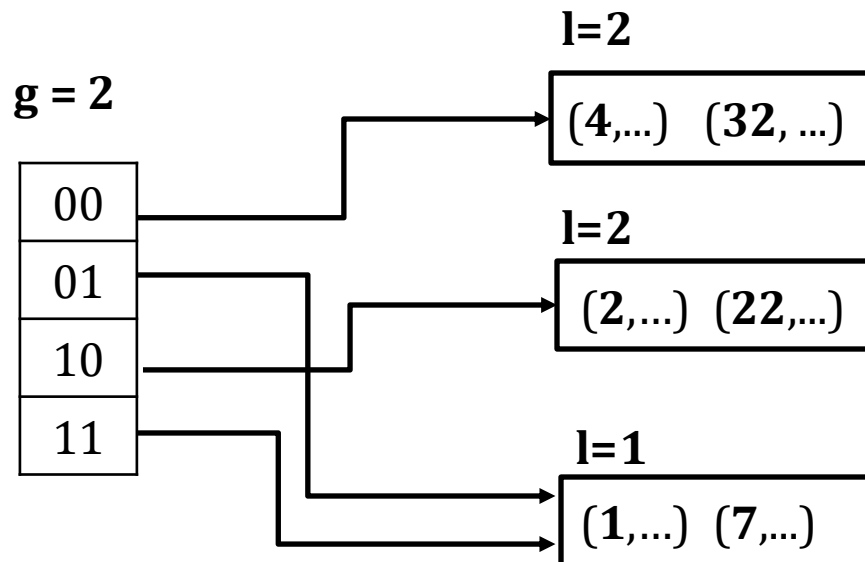 g = 2
00
01
10
11
l=2
(4,...) (32, ...)
l=2
(2,...) (22,...)
l=1
(1,...) (7,...)